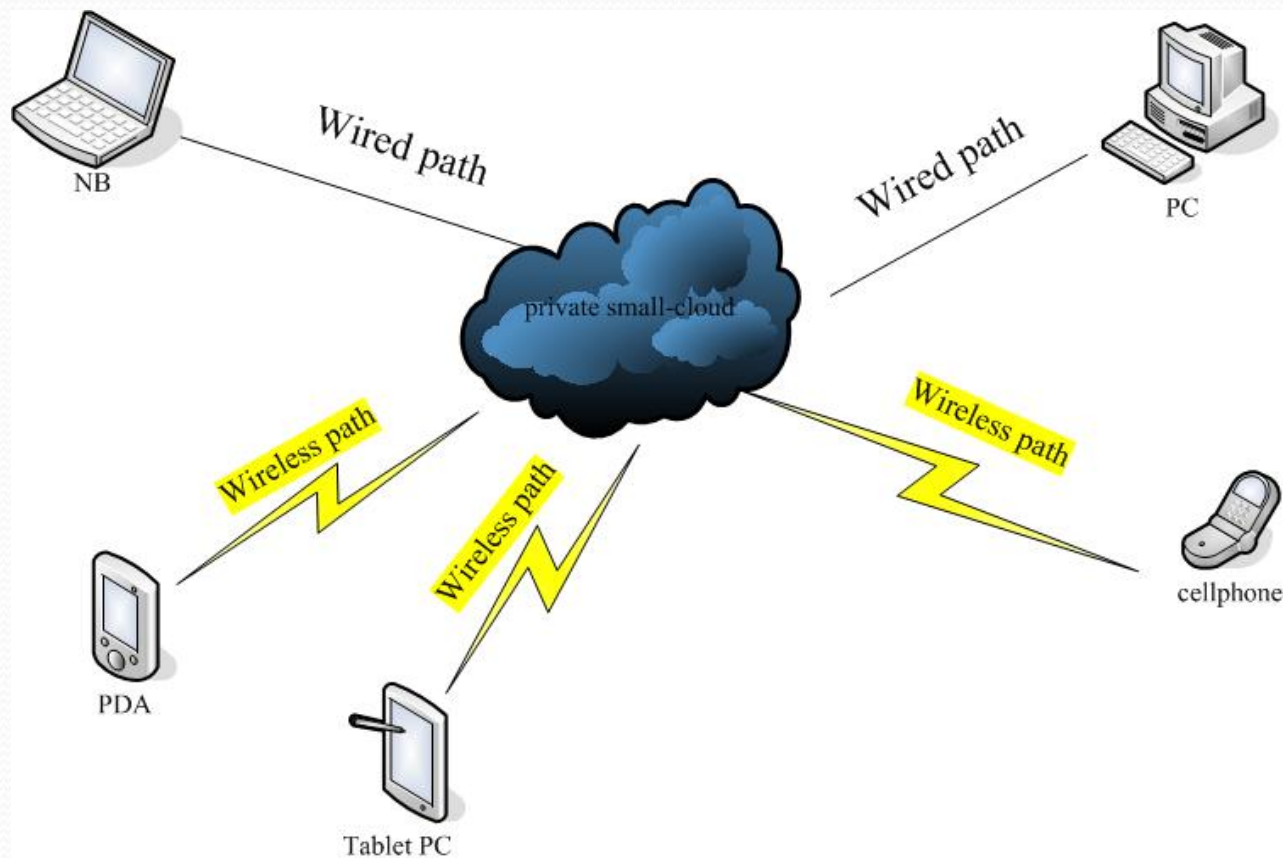 NB
Wired path
Wired path
PC
private small-cloud
Wireless path
Wireless path
Wireless path
cellphone
PDA
Tablet PC